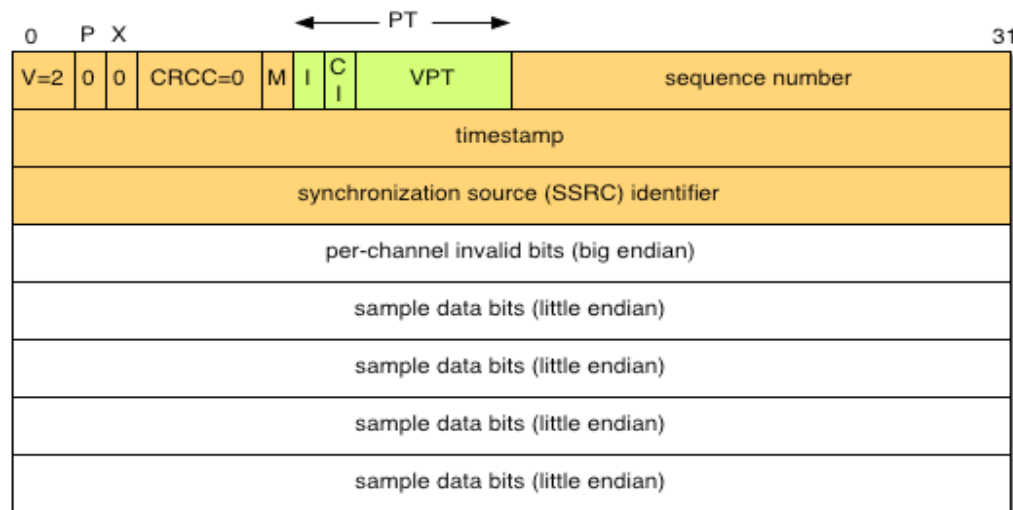 PT
0 P X 31
V=2 0 0 CRCC=0 M I C I VPT sequence number
timestamp
synchronization source (SSRC) identifier
per-channel invalid bits (big endian)
sample data bits (little endian)
sample data bits (little endian)
sample data bits (little endian)
sample data bits (little endian)